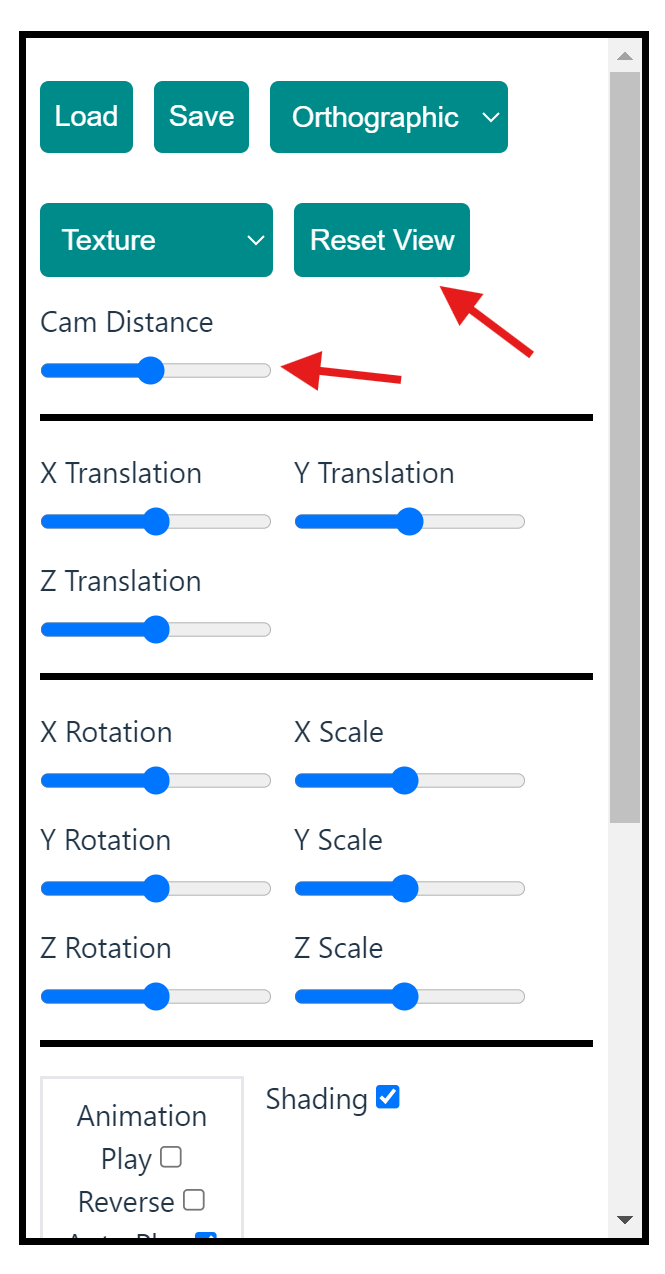 Load Save Orthographic
Texture Reset View
Cam Distance
X Translation Y Translation
Z Translation
X Rotation X Scale
Y Rotation Y Scale
Z Rotation Z Scale
Animation Shading
Play
Reverse